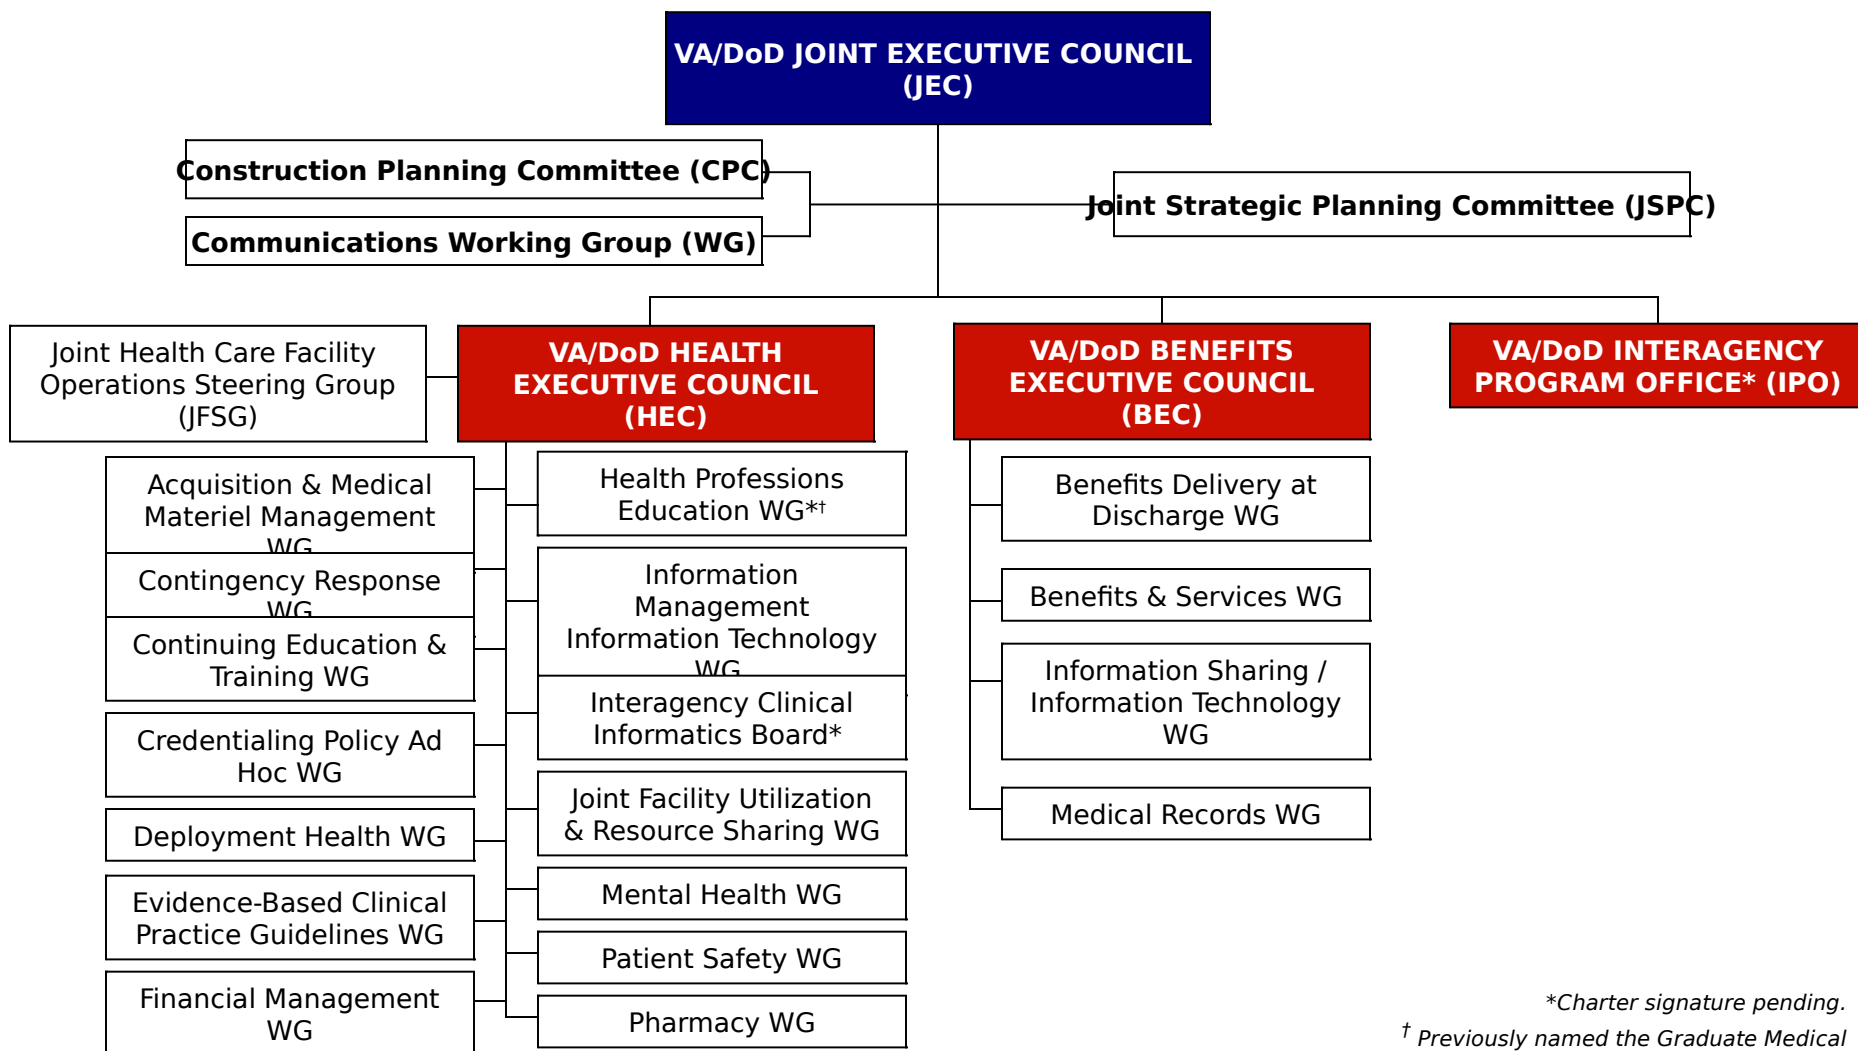 VA/DoD JOINT EXECUTIVE COUNCIL
(JEC)
Construction Planning Committee (CPC)
Communications Working Group (WG)
Joint Strategic Planning Committee (JSPC)
Joint Health Care Facility
Operations Steering Group
(JFSG)
VA/DoD HEALTH
EXECUTIVE COUNCIL
(HEC)
VA/DoD BENEFITS
EXECUTIVE COUNCIL
(BEC)
VA/DoD INTERAGENCY
PROGRAM OFFICE* (IPO)
Acquisition & Medical
Materiel Management
WG
Contingency Response
WG
Continuing Education &
Training WG
Credentialing Policy Ad
Hoc WG
Deployment Health WG
Evidence-Based Clinical
Practice Guidelines WG
Financial Management
WG
Health Professions
Education WG*†
Information
Management
Information Technology
WG
Interagency Clinical
Informatics Board*
Joint Facility Utilization
& Resource Sharing WG
Mental Health WG
Patient Safety WG
Pharmacy WG
Benefits Delivery at
Discharge WG
Benefits & Services WG
Information Sharing /
Information Technology
WG
Medical Records WG
*Charter signature pending.
† Previously named the Graduate Medical